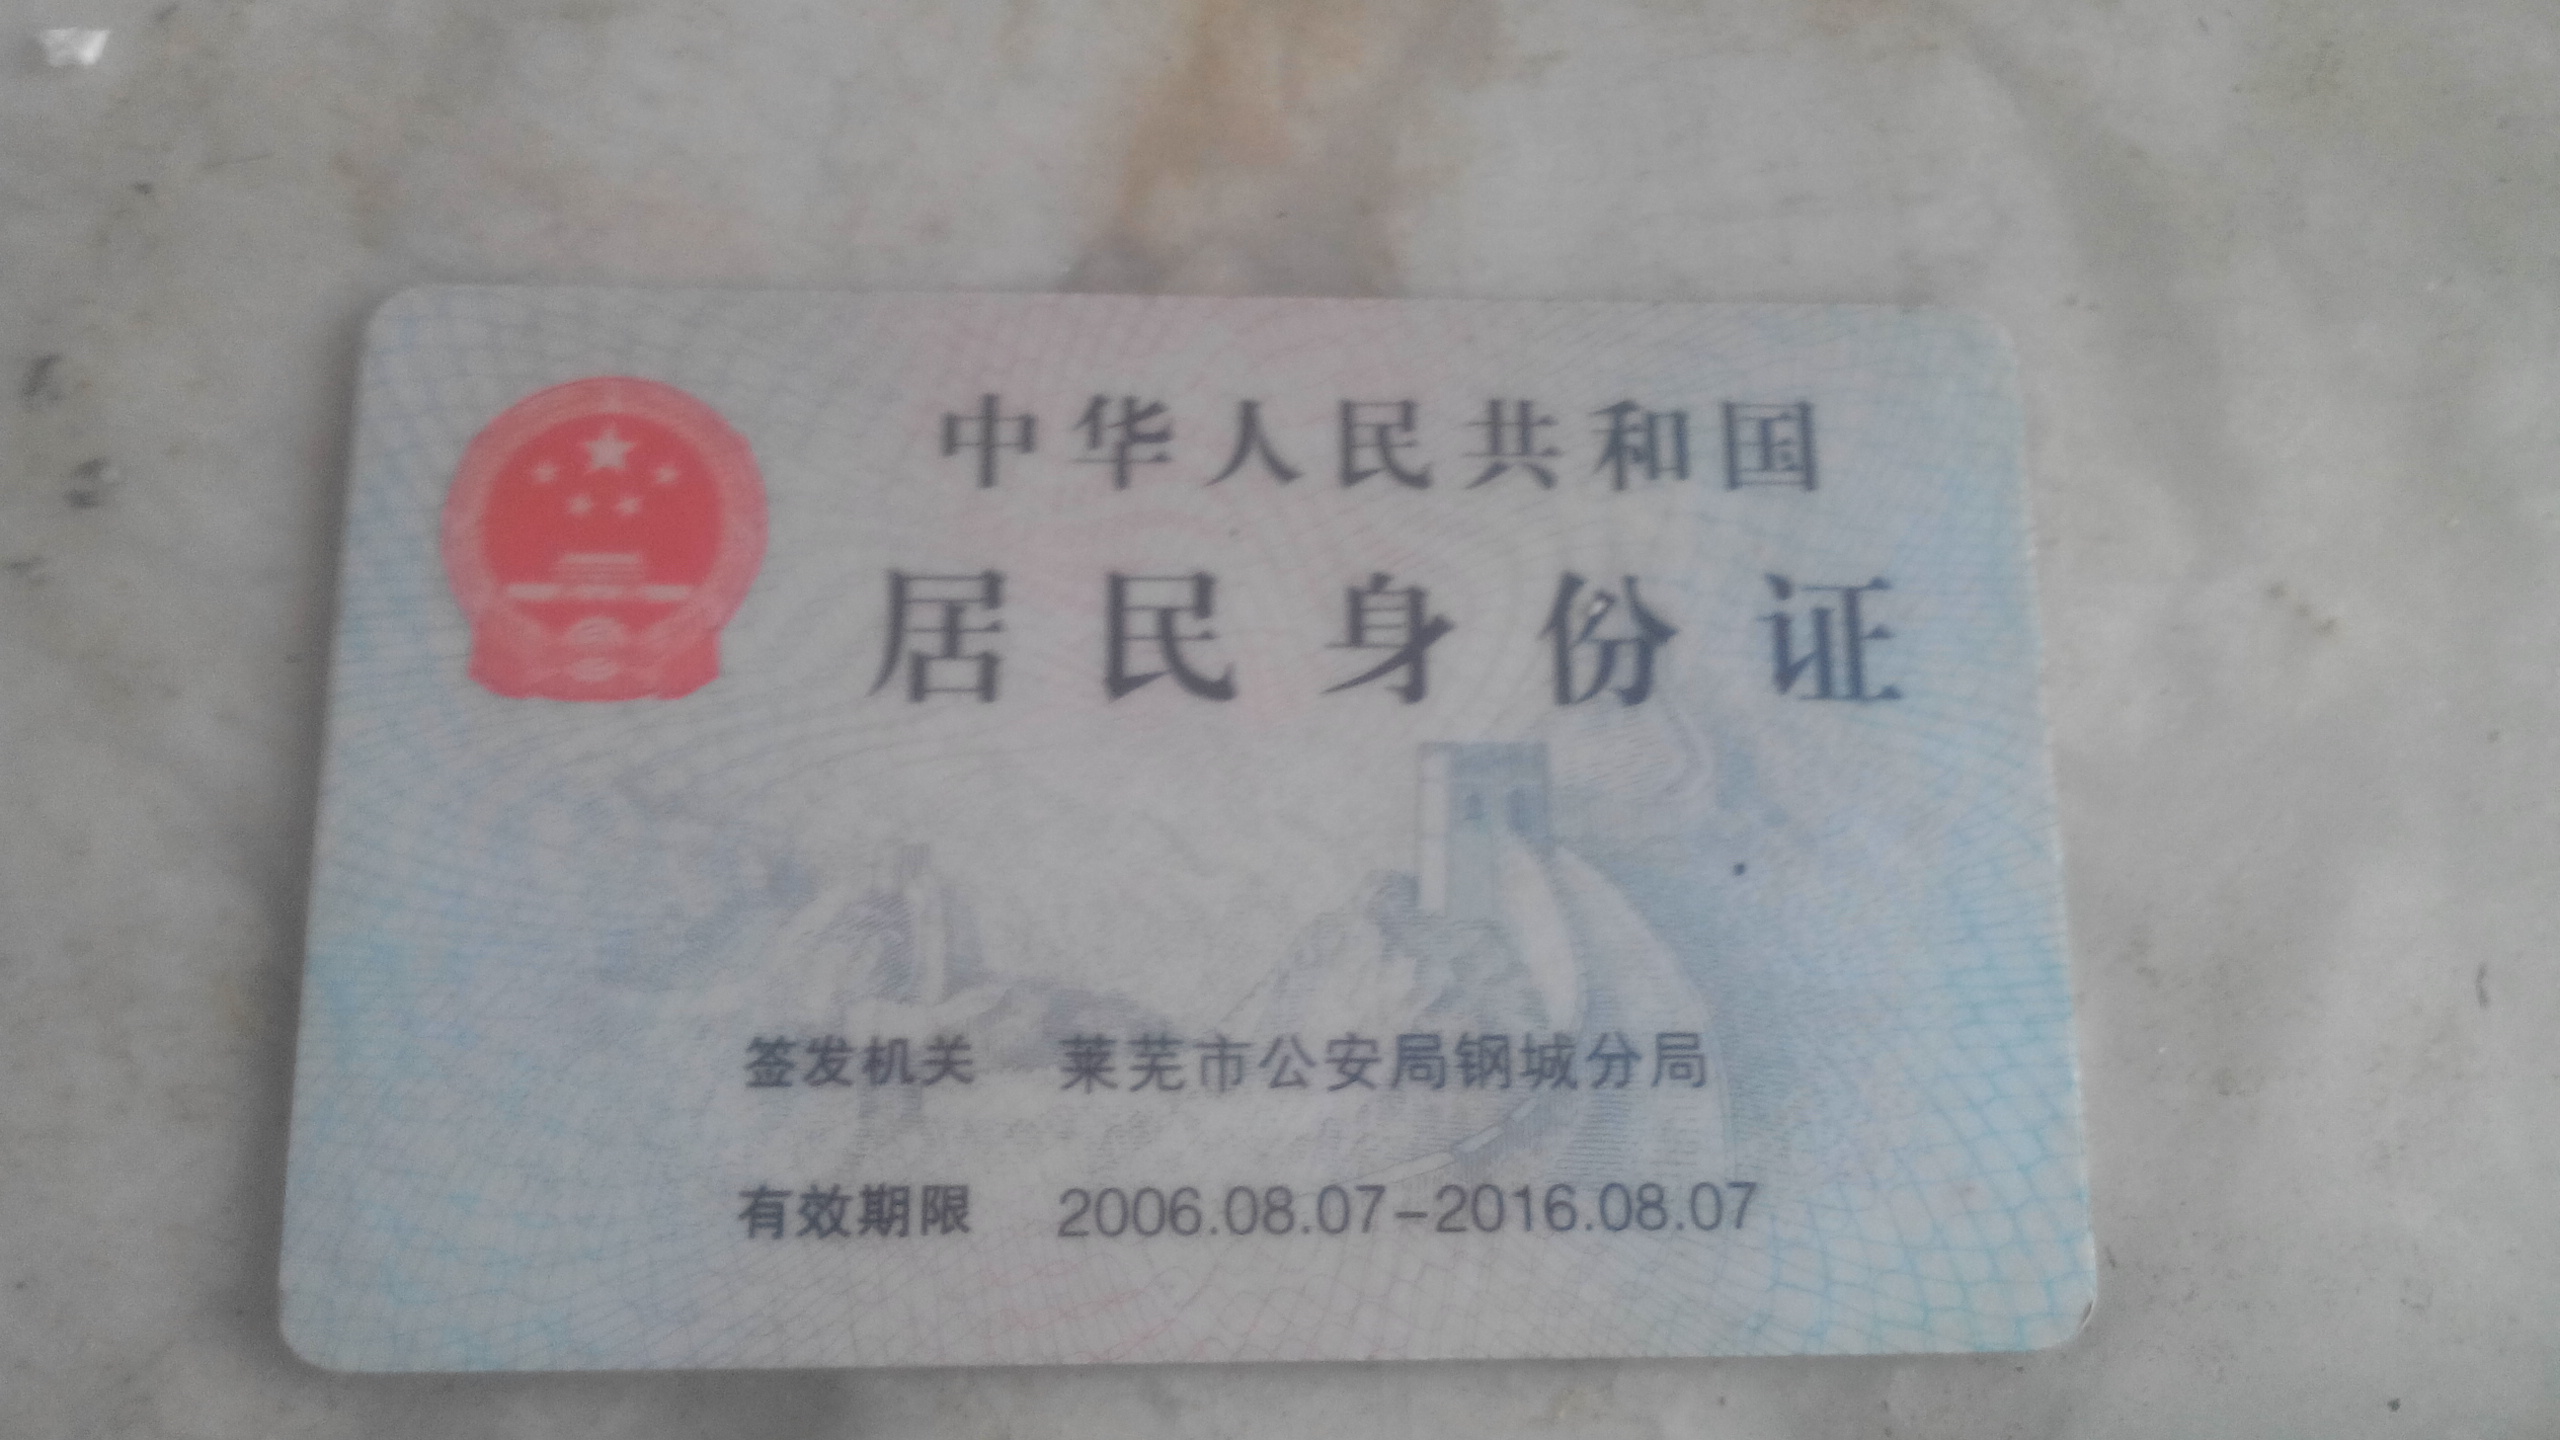 中华人民共和国
居民身份证
签发机关 莱芜市公安局钢城分局
有效期限 2006.08.07-2016.08.07